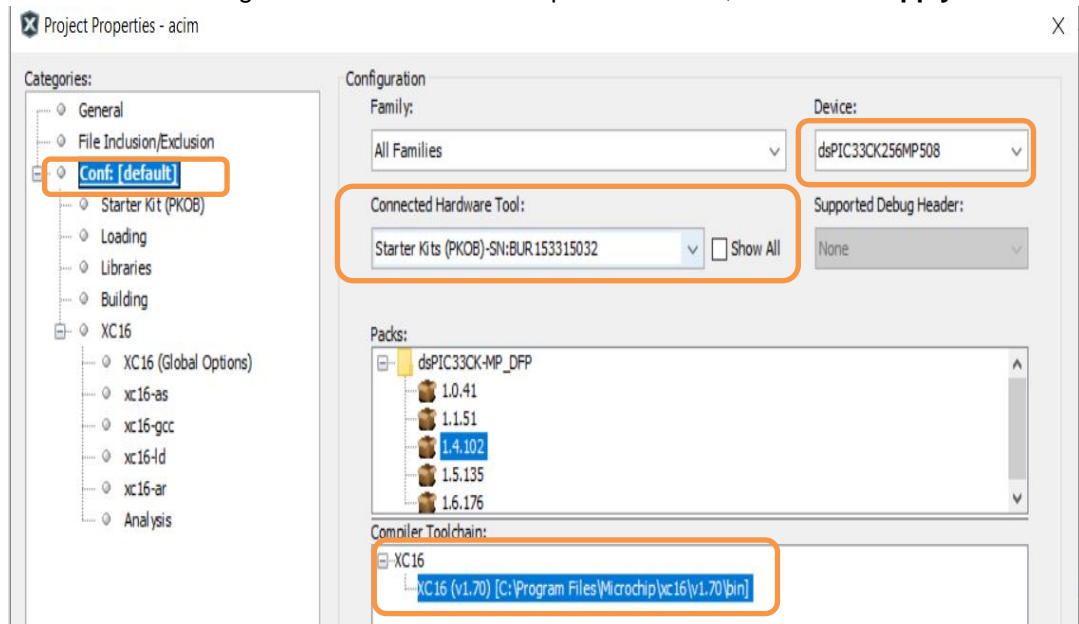 Project Properties - acim
X
Categories:
General
File Inclusion/Exclusion
Conf: [default]
Starter Kit (PKOB)
Loading
Libraries
Building
XC16
XC16 (Global Options)
xc16-as
xc16-gcc
xc16-ld
xc16-ar
Analysis
Configuration
Family:
Device:
All Families
dsPIC33CK256MP508
Connected Hardware Tool:
Supported Debug Header:
Starter Kits (PKOB)-SN:BUR153315032
Show All
None
Packs:
dsPIC33CK-MP_DFP
1.0.41
1.1.51
1.4.102
1.5.135
1.6.176
Compiler Toolchain:
XC16
XC16 (v1.70) [C:\Program Files\Microchip\xc16\v1.70\bin]